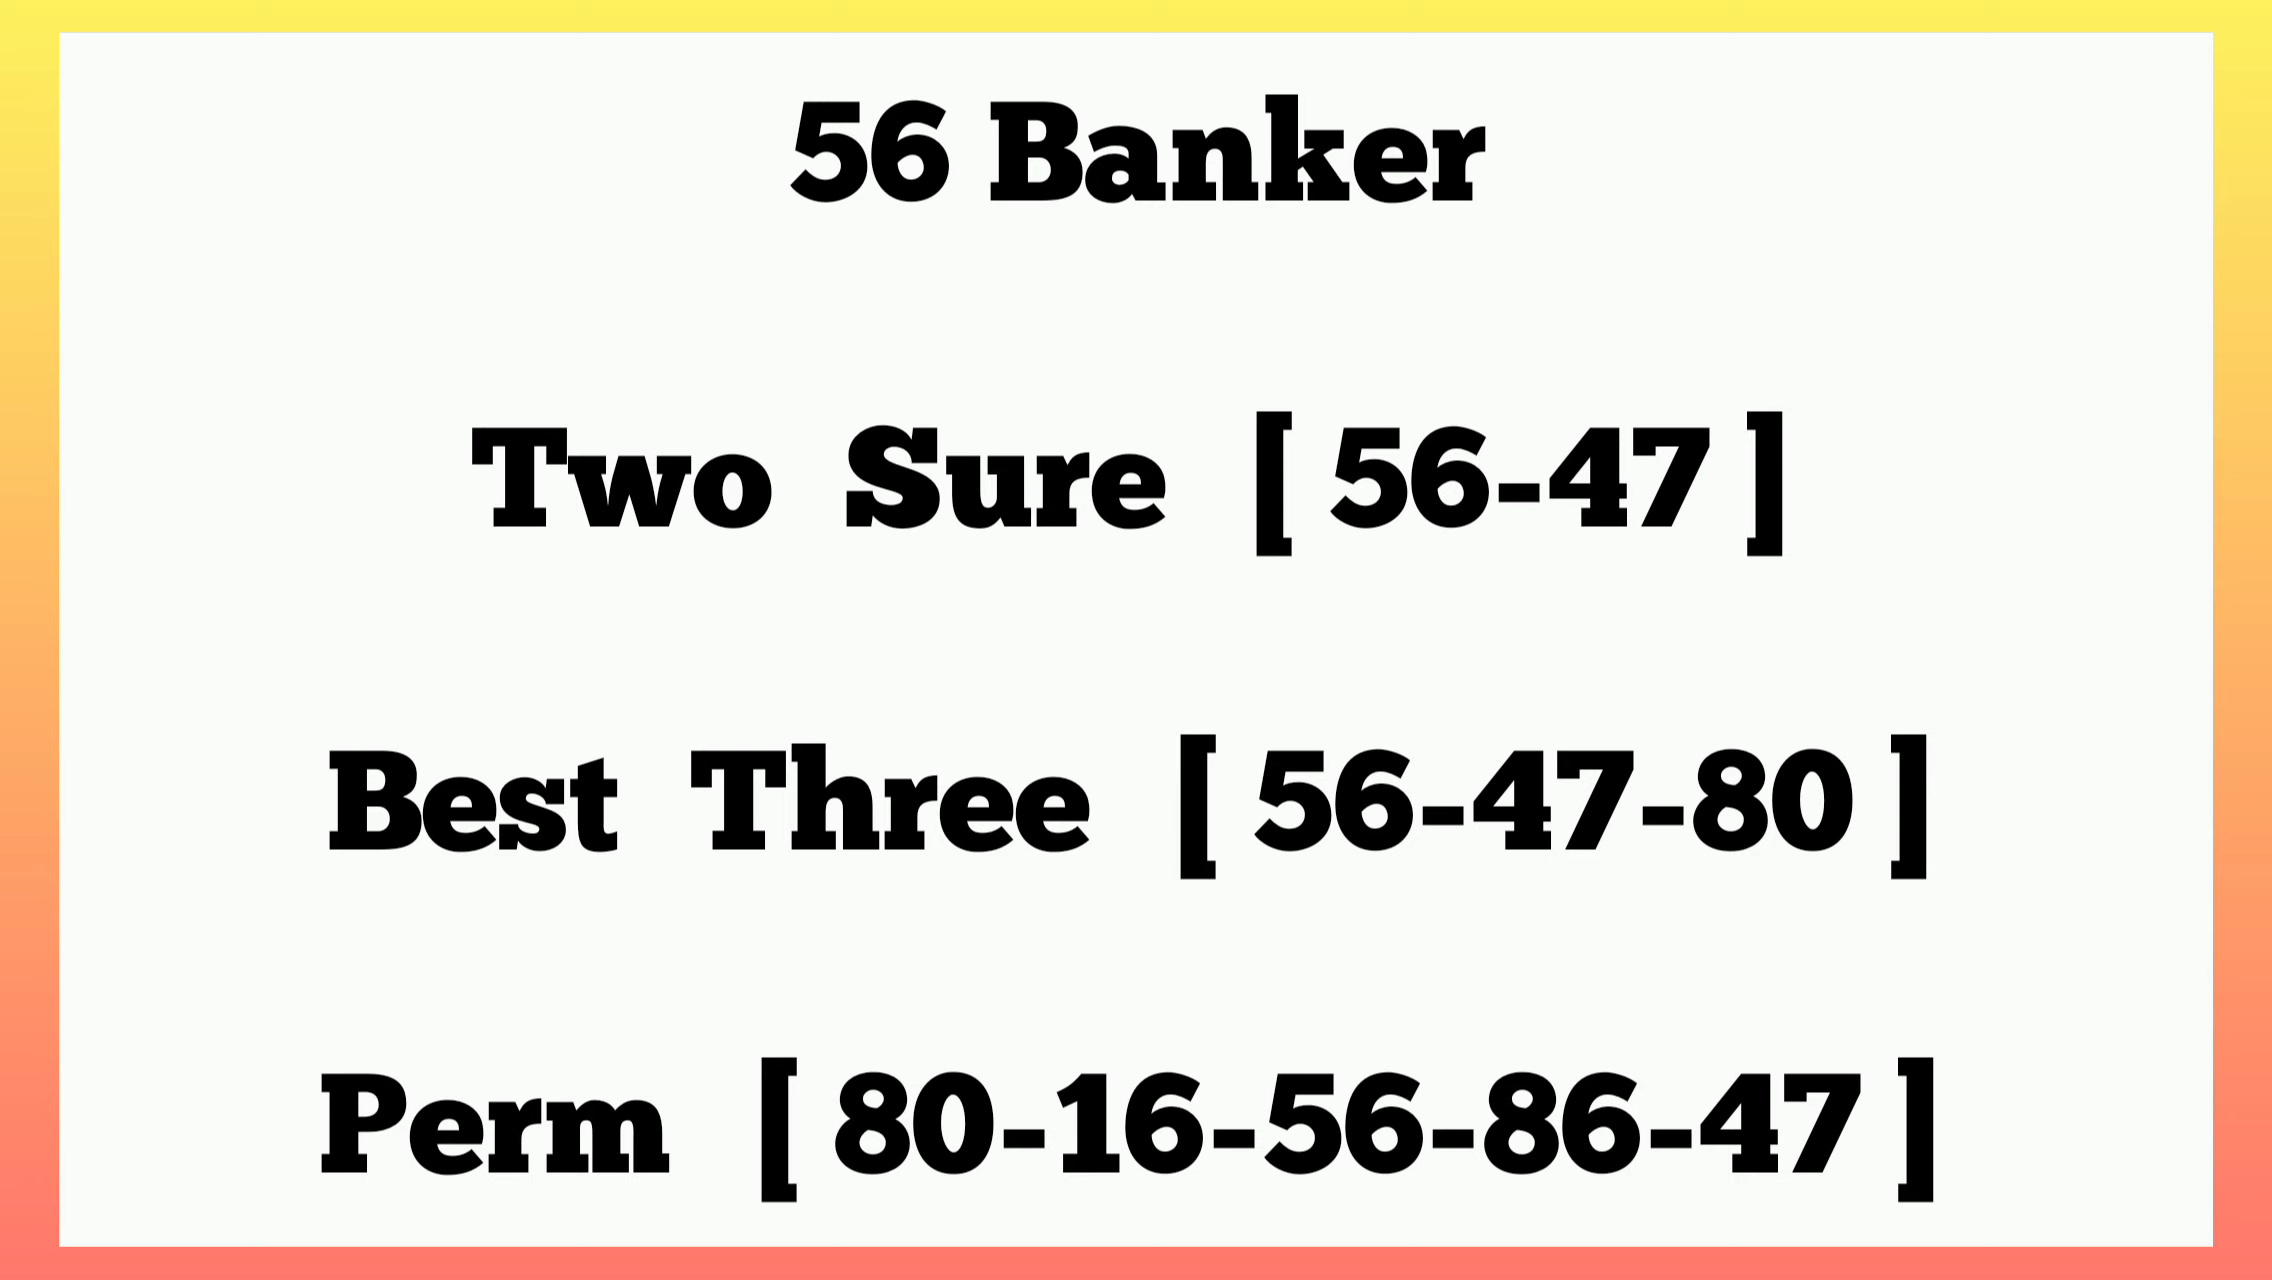 56 Banker
Two Sure [ 56-47 ]
Best Three [ 56-47-80 ]
Perm [ 80-16-56-86-47 ]